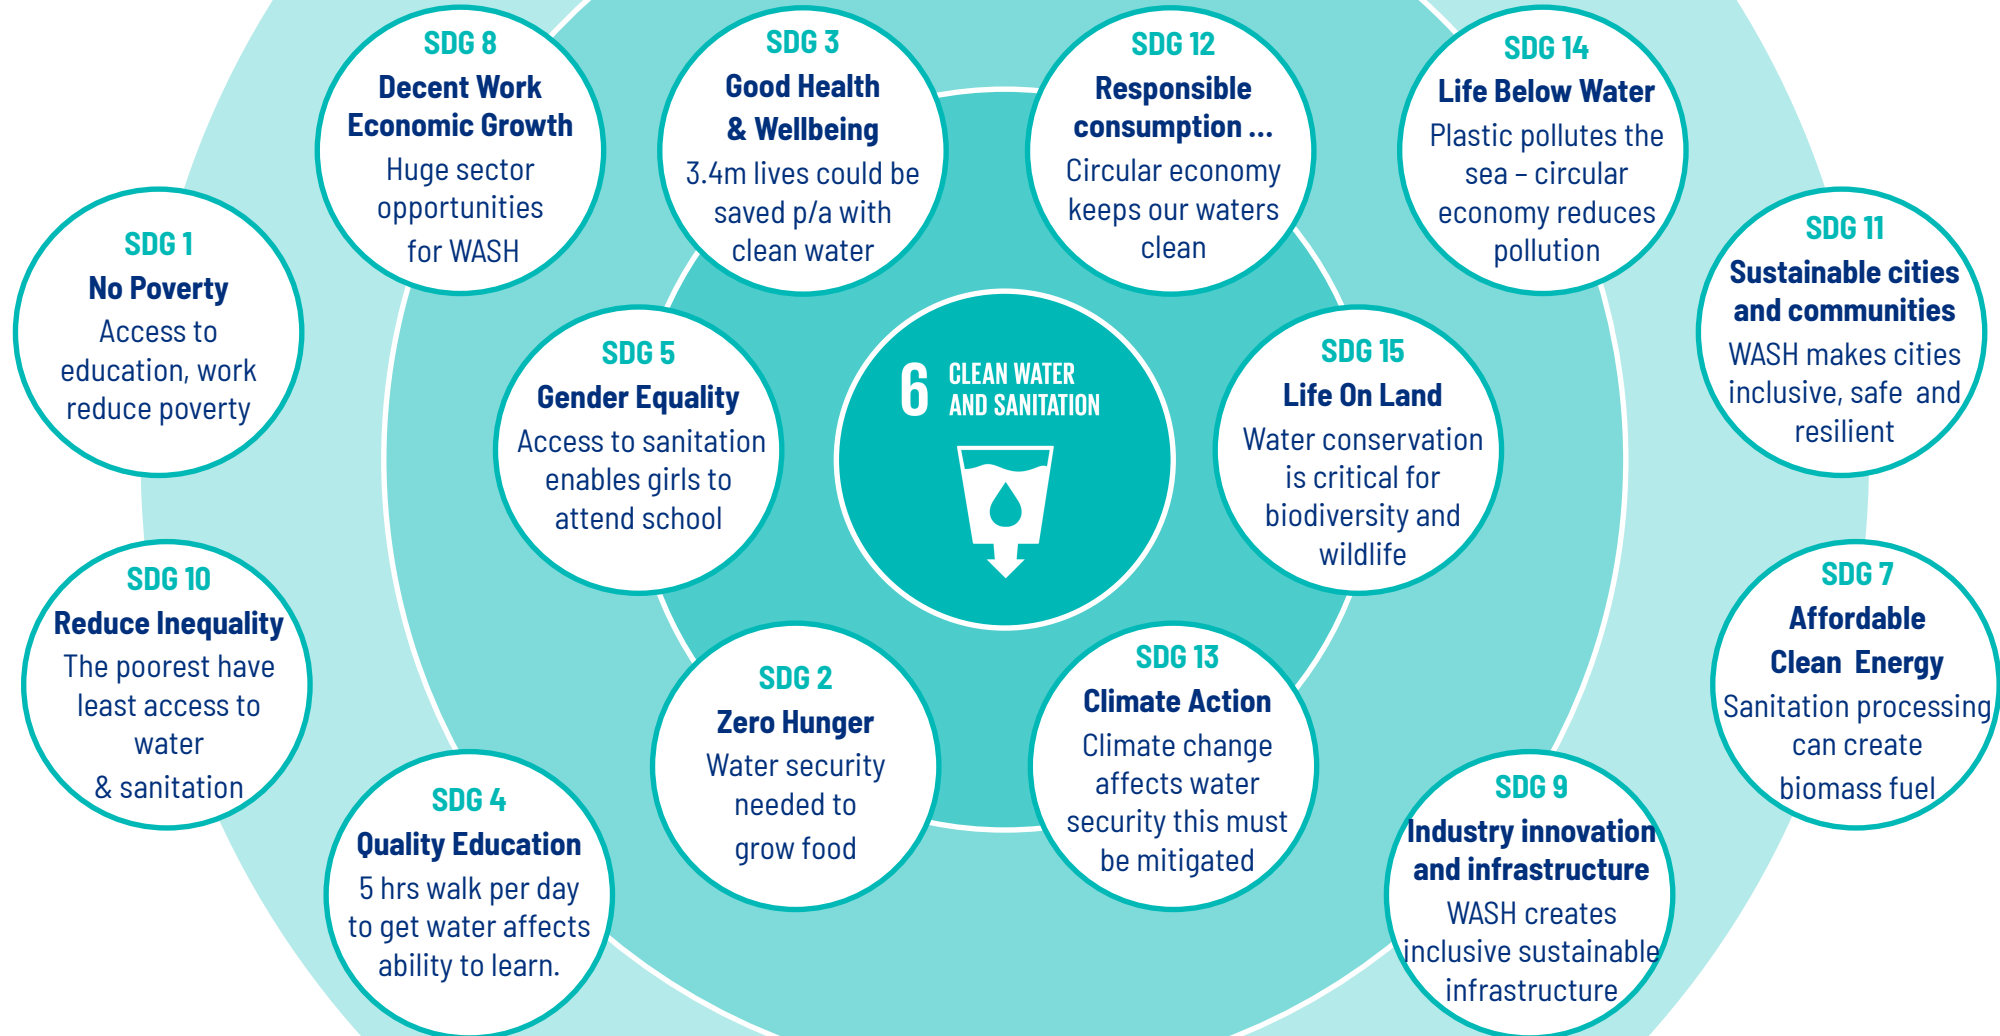 SDG 8
Decent Work
Economic Growth
Huge sector
opportunities
for WASH
SDG 3
Good Health
& Wellbeing
3.4m lives could be
saved p/a with
clean water
SDG 12
Responsible
consumption ...
Circular economy
keeps our waters
clean
SDG 14
Life Below Water
Plastic pollutes the
sea – circular
economy reduces
pollution
SDG 1
No Poverty
Access to
education, work
reduce poverty
SDG 5
Gender Equality
Access to sanitation
enables girls to
attend school
6 CLEAN WATER
AND SANITATION
SDG 15
Life On Land
Water conservation
is critical for
biodiversity and
wildlife
SDG 11
Sustainable cities
and communities
WASH makes cities
inclusive, safe and
resilient
SDG 10
Reduce Inequality
The poorest have
least access to
water
& sanitation
SDG 4
Quality Education
5 hrs walk per day
to get water affects
ability to learn.
SDG 2
Zero Hunger
Water security
needed to
grow food
SDG 13
Climate Action
Climate change
affects water
security this must
be mitigated
SDG 9
Industry innovation
and infrastructure
WASH creates
inclusive sustainable
infrastructure
SDG 7
Affordable
Clean Energy
Sanitation processing
can create
biomass fuel